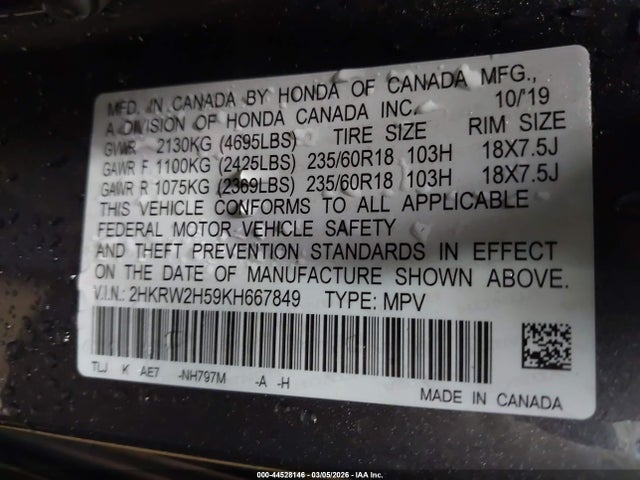 MFD. IN CANADA BY HONDA OF CANADA MFG.,
A DIVISION OF HONDA CANADA INC. 10/'19
GVWR 2130KG (4695LBS) TIRE SIZE RIM SIZE
GAWR F 1100KG (2425LBS) 235/60R18 103H 18X7.5J
GAWR R 1075KG (2369LBS) 235/60R18 103H 18X7.5J
THIS VEHICLE CONFORMS TO ALL APPLICABLE
FEDERAL MOTOR VEHICLE SAFETY
AND THEFT PREVENTION STANDARDS IN EFFECT
ON THE DATE OF MANUFACTURE SHOWN ABOVE.
V.I.N.: 2HKRW2H59KH667849 TYPE: MPV
TLJ K AE7 -NH797M -A -H
MADE IN CANADA
000-44528146 - 03/05/2026 - IAA Inc.